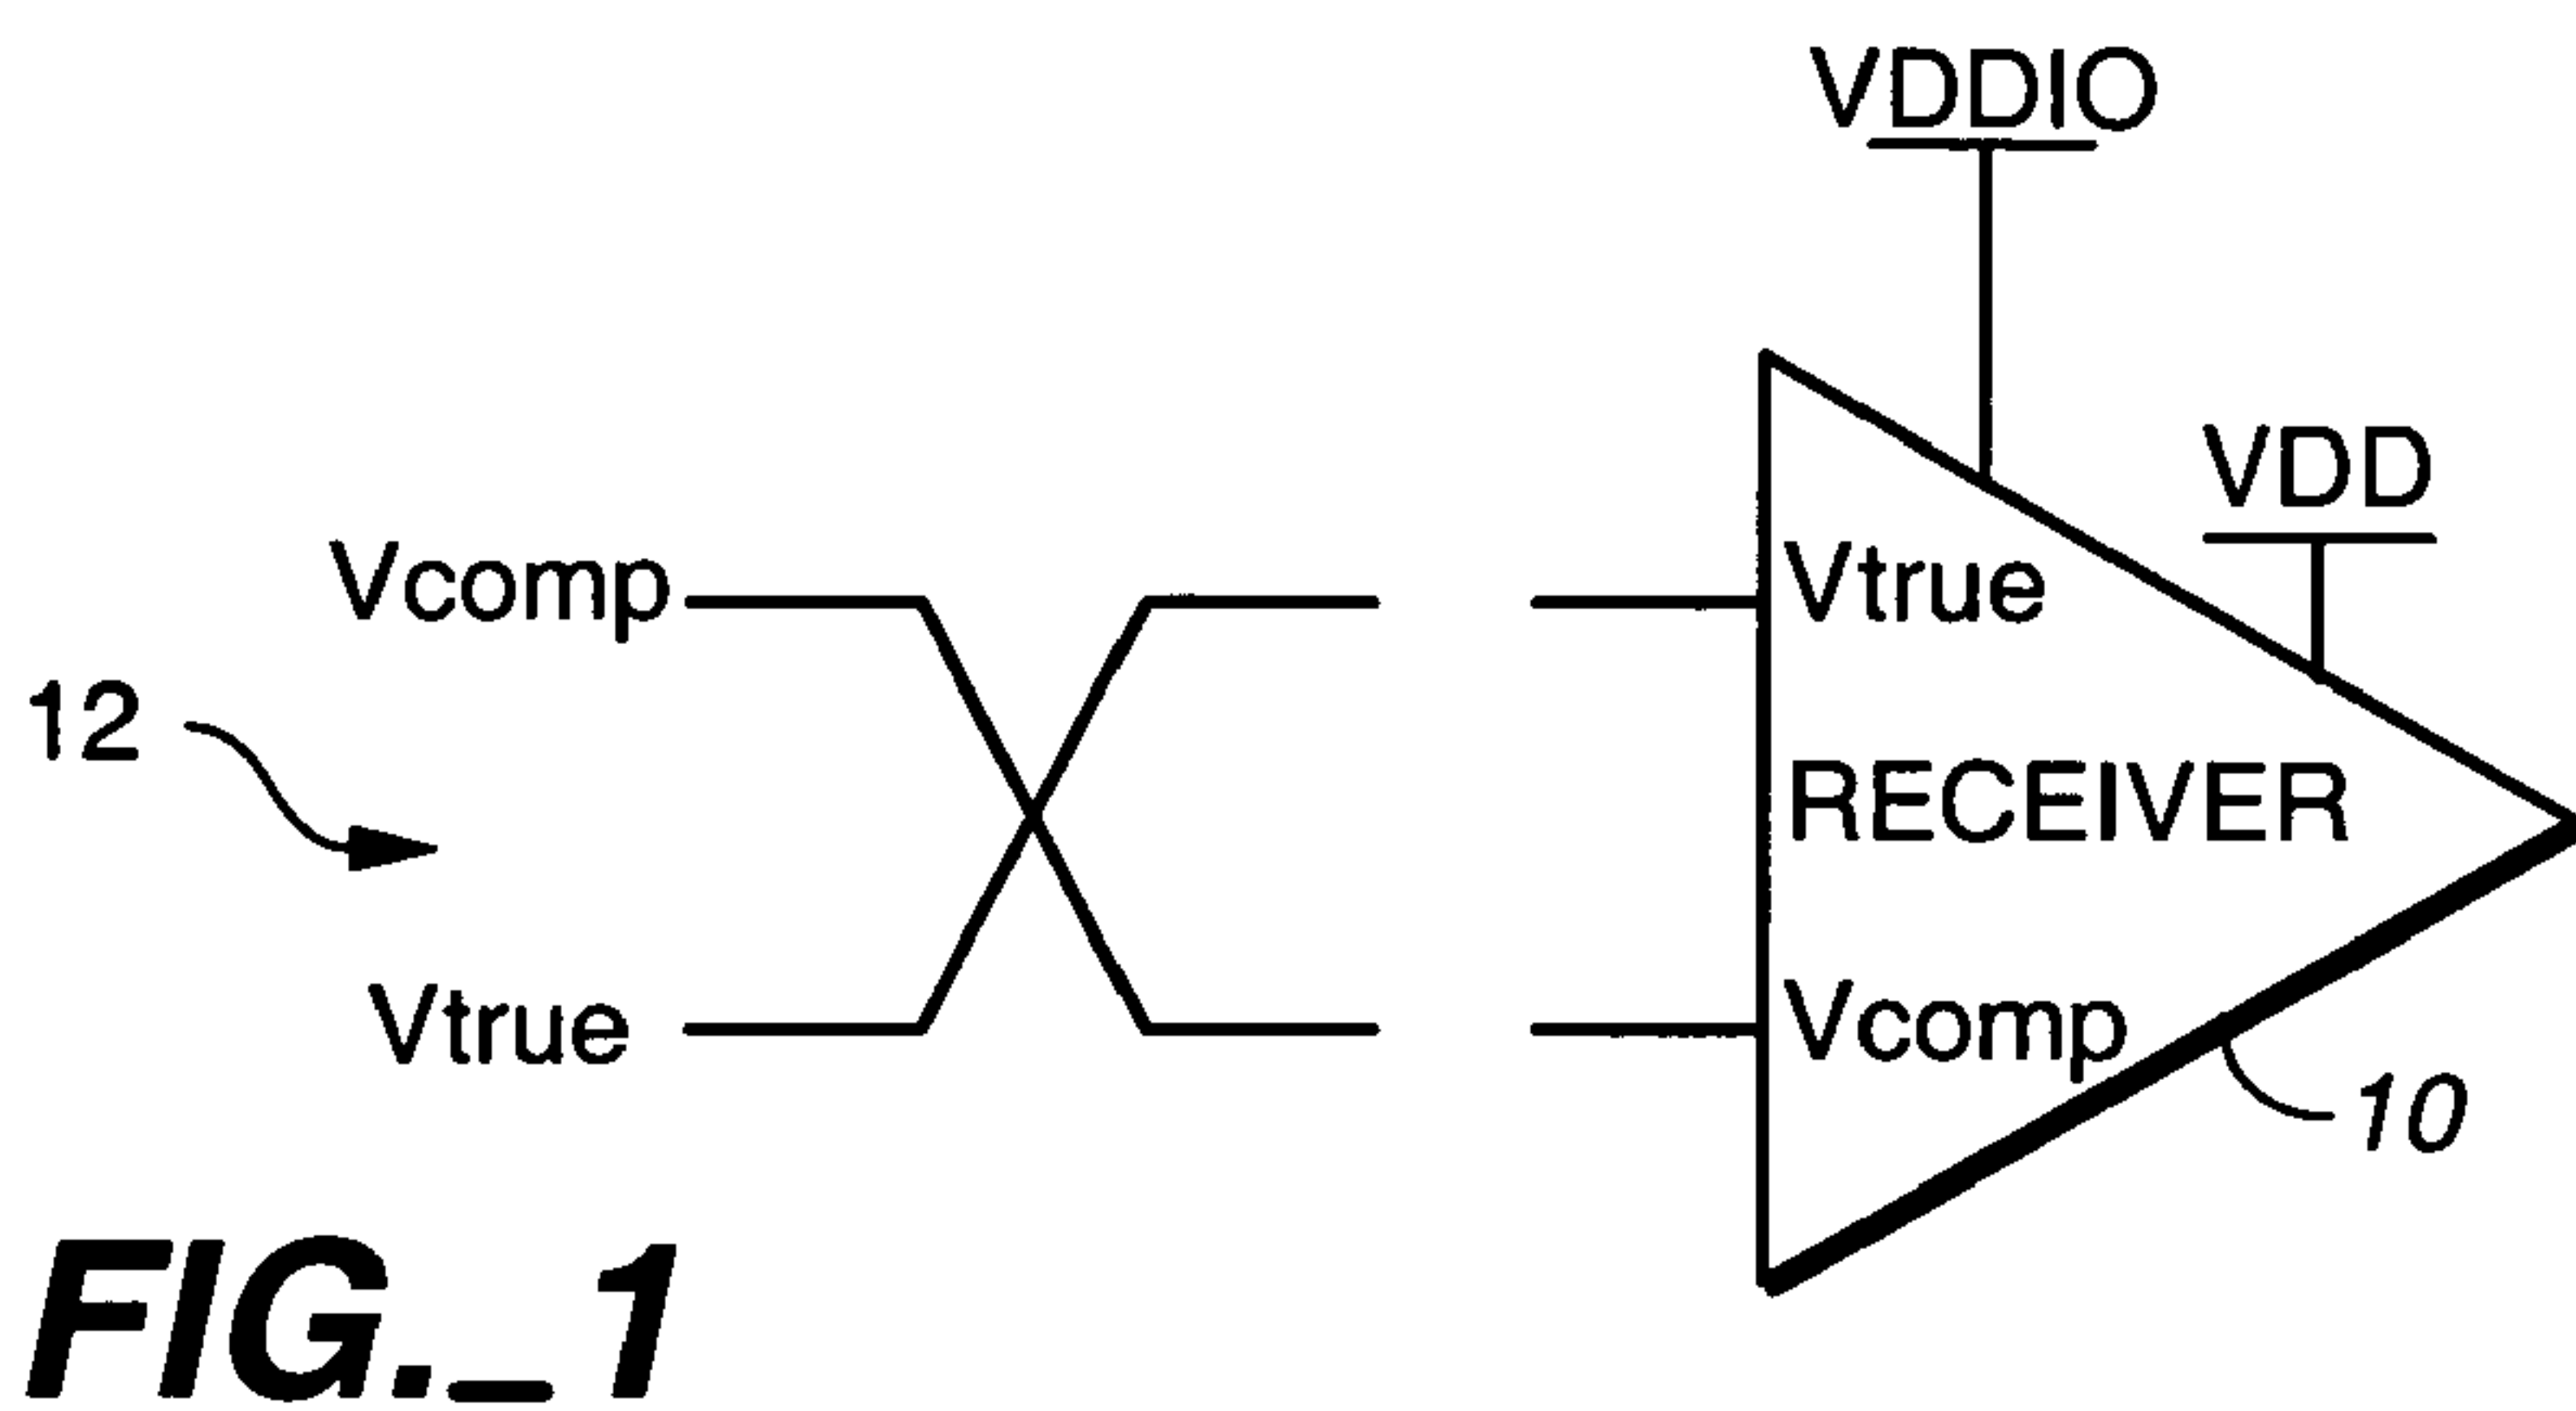 VDDIO
VDD
Vcomp
Vtrue
12
RECEIVER
Vtrue
Vcomp
10
FIG._1